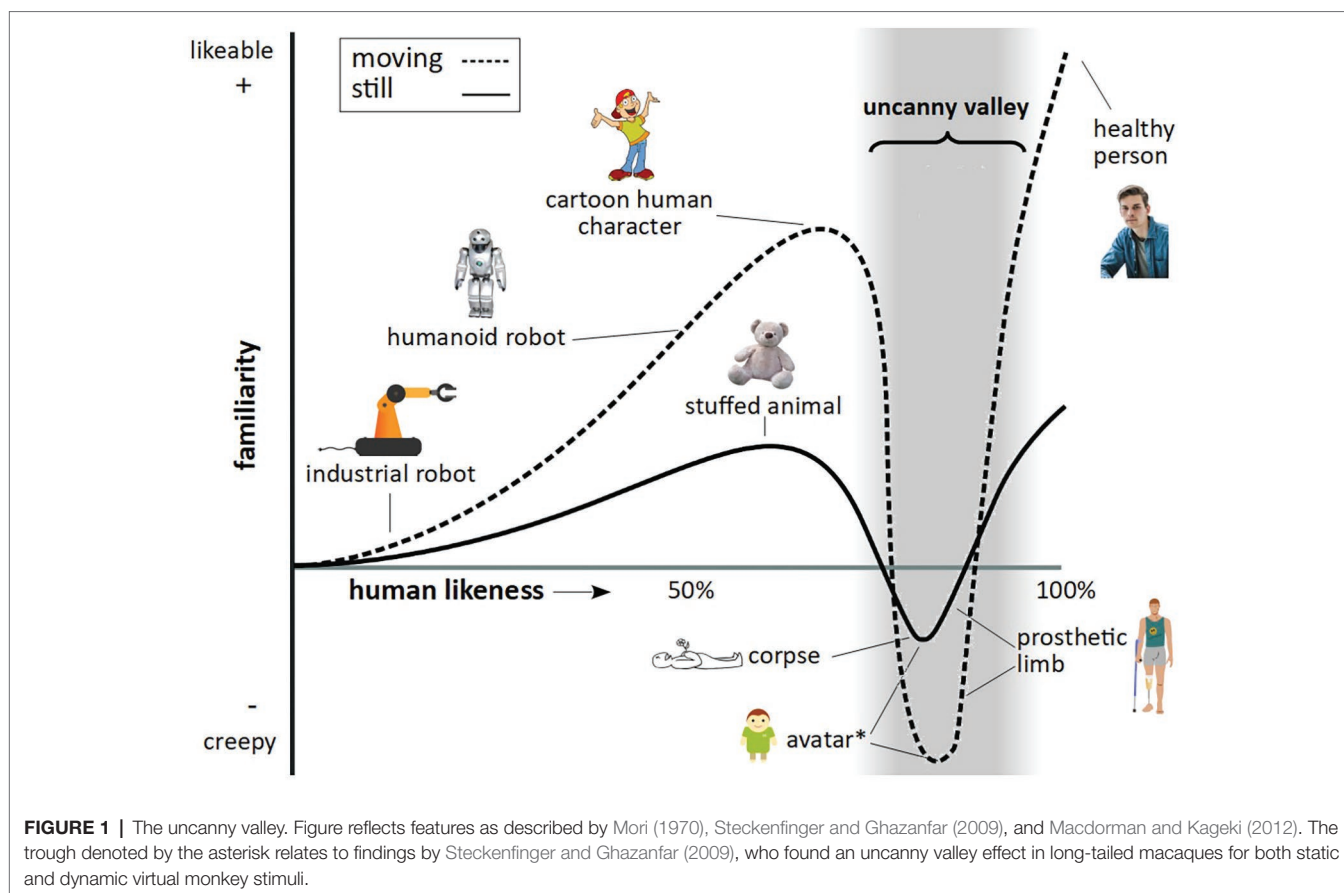 likeable
+
moving
still
uncanny valley
healthy
person
cartoon human
character
humanoid robot
stuffed animal
familiarity
industrial robot
human likeness
50%
100%
corpse
prosthetic
limb
-
creepy
avatar*
FIGURE 1 | The uncanny valley. Figure reflects features as described by Mori (1970), Steckenfinger and Ghazanfar (2009), and Macdorman and Kageki (2012). The
trough denoted by the asterisk relates to findings by Steckenfinger and Ghazanfar (2009), who found an uncanny valley effect in long-tailed macaques for both static
and dynamic virtual monkey stimuli.